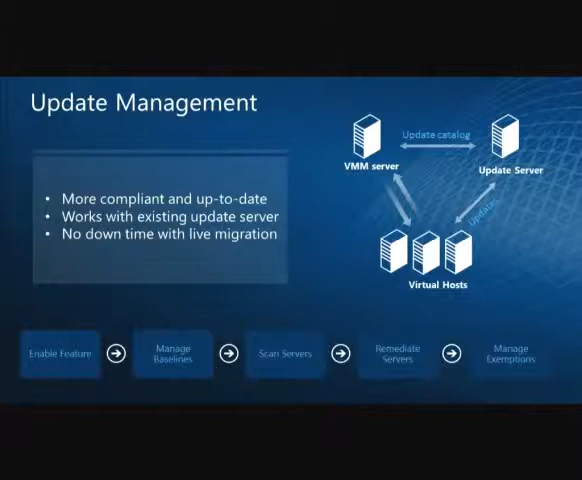 Update Management
• More compliant and up-to-date
• Works with existing update server
• No down time with live migration
Update catalog
VMM server
Update Server
Updates
Virtual Hosts
Enable Feature
Manage
Baselines
Scan Servers
Remediate
Servers
Manage
Exemptions